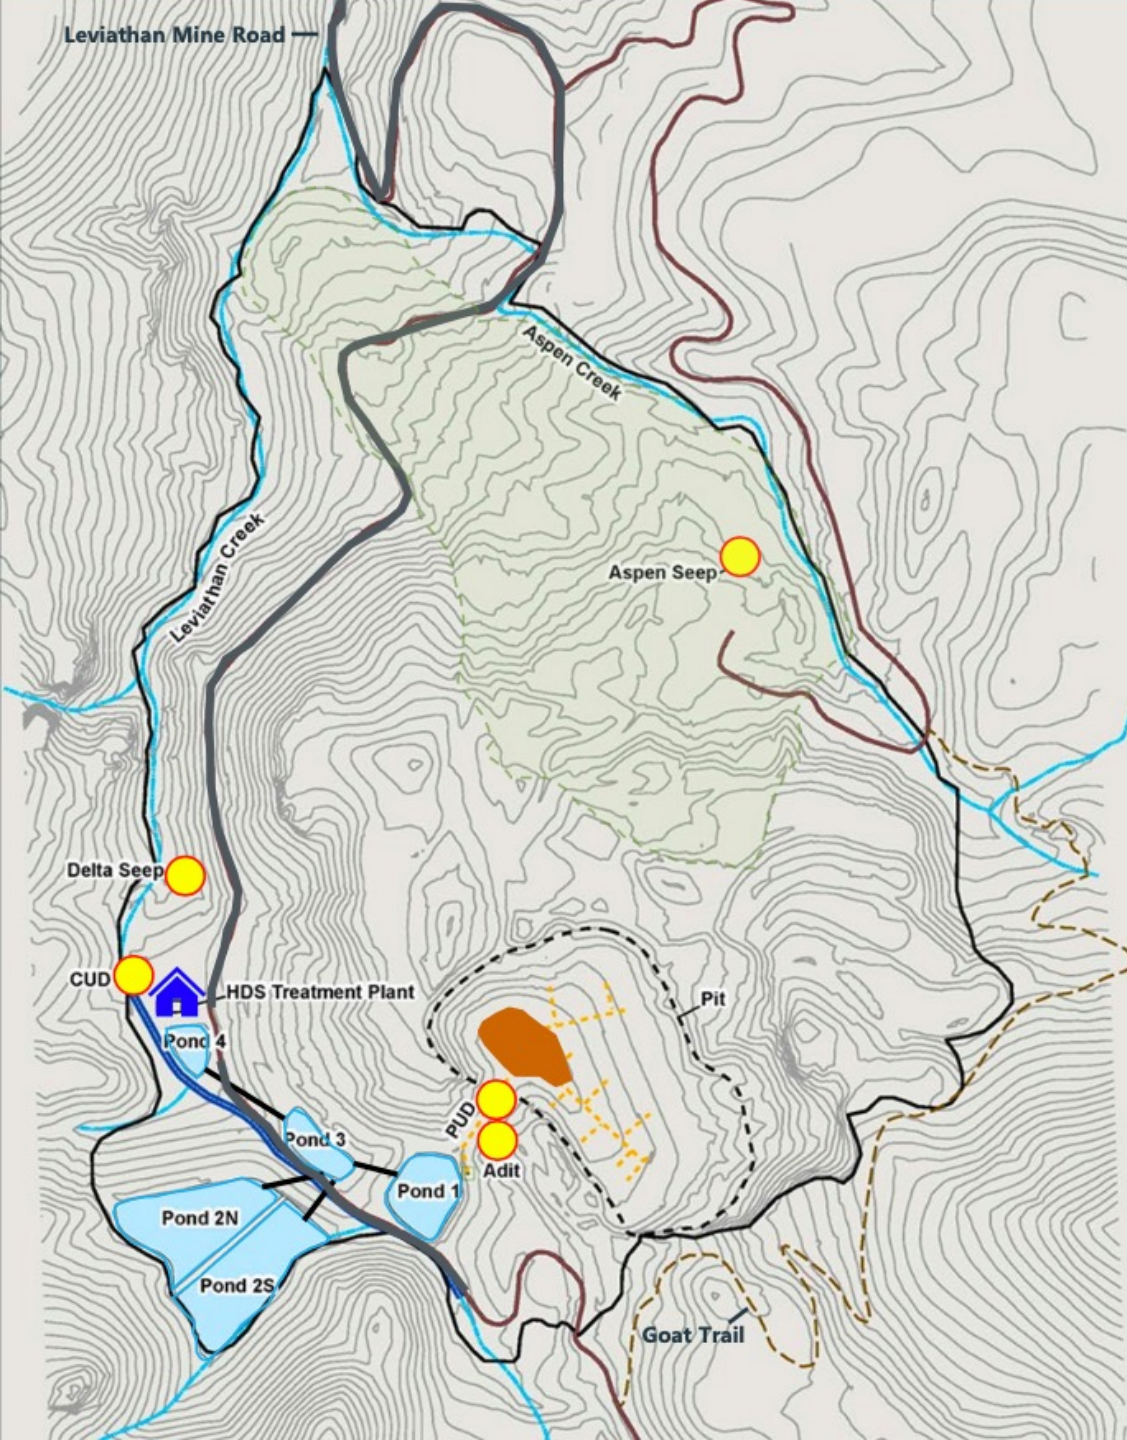 Leviathan Mine Road
Aspen Creek
Aspen Seep
Leviathan Creek
Delta Seep
CUD
HDS Treatment Plant
Pit
Pond 4
PUD
Pond 3
Adit
Pond 1
Pond 2N
Pond 2S
Goat Trail